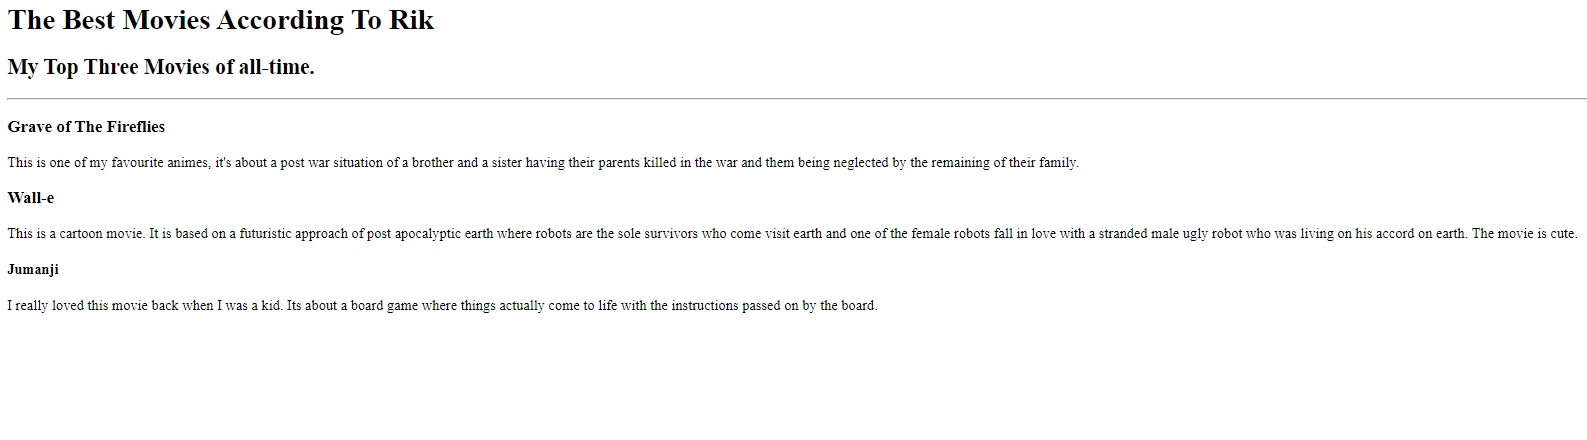 The Best Movies According To Rik
My Top Three Movies of all-time.
Grave of The Fireflies
This is one of my favourite animes, it's about a post war situation of a brother and a sister having their parents killed in the war and them being neglected by the remaining of their family.
Wall-e
This is a cartoon movie. It is based on a futuristic approach of post apocalyptic earth where robots are the sole survivors who come visit earth and one of the female robots fall in love with a stranded male ugly robot who was living on his accord on earth. The movie is cute.
Jumanji
I really loved this movie back when I was a kid. Its about a board game where things actually come to life with the instructions passed on by the board.